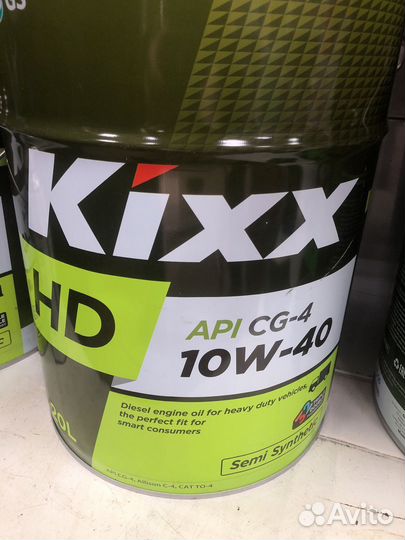 GS
Kixx
HD
API CG-4
10W-40
Diesel engine oil for heavy duty vehicles,
the perfect fit for
smart consumers
20L
Semi Synthetic
API CG-4, Allison C-4, CAT TO-4
Avito